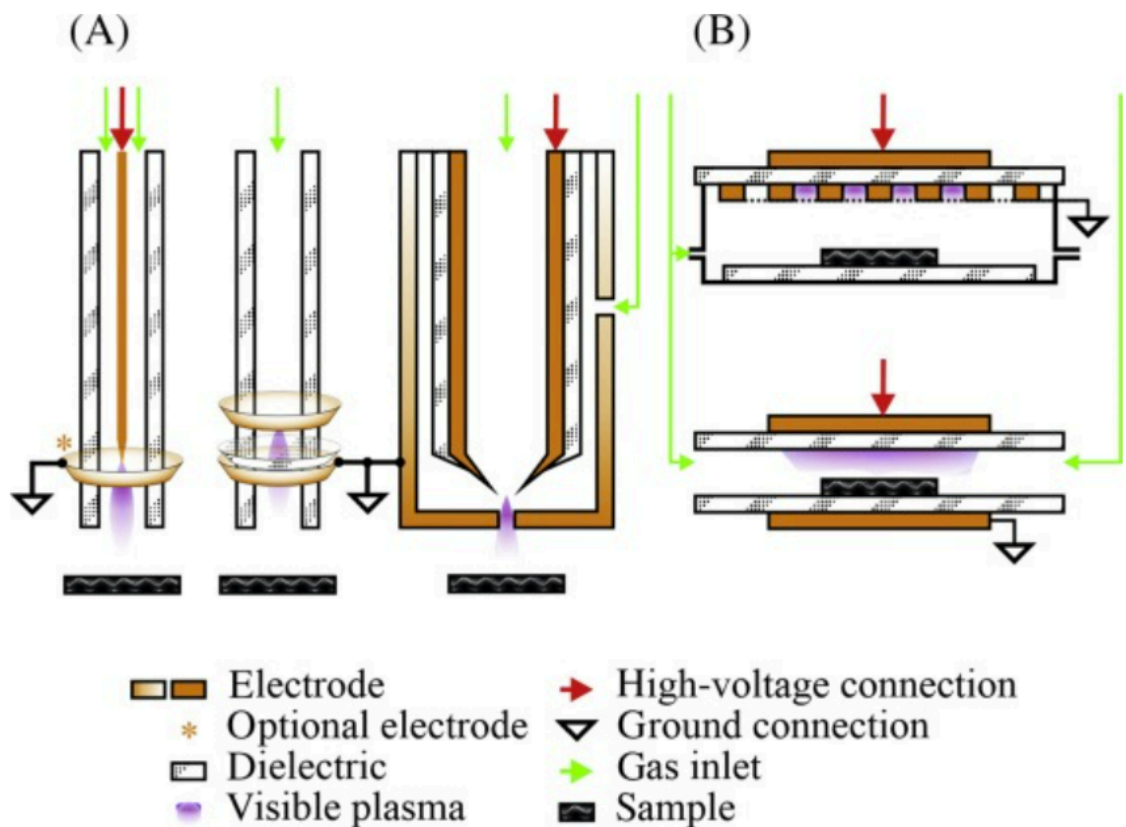 (A)
(B)
*
Electrode
High-voltage connection
* Optional electrode
Ground connection
Dielectric
Gas inlet
Visible plasma
Sample